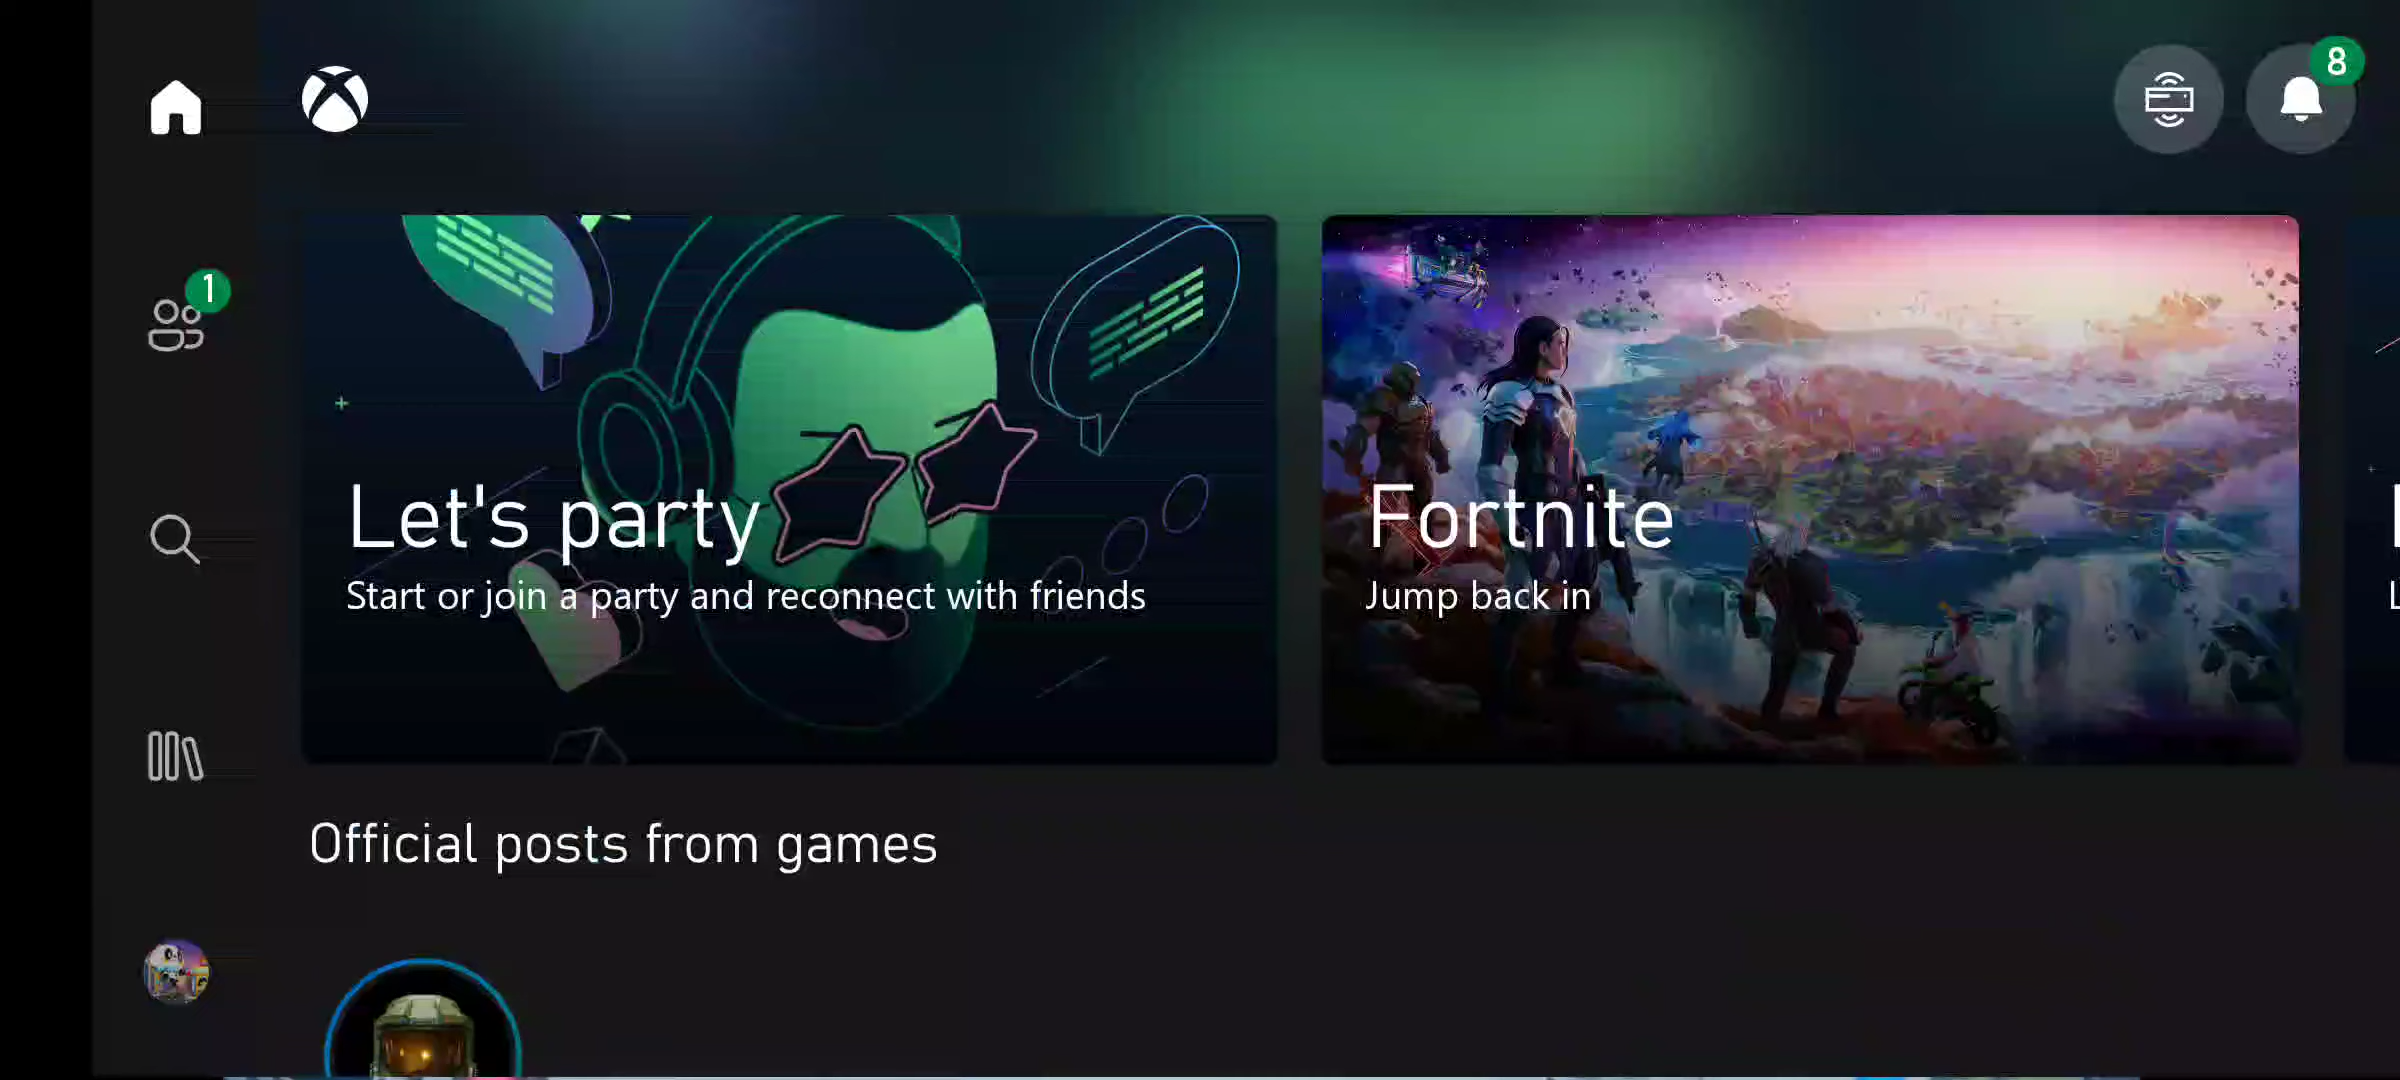 8
1
Let's party
Start or join a party and reconnect with friends
Fortnite
Jump back in
Official posts from games